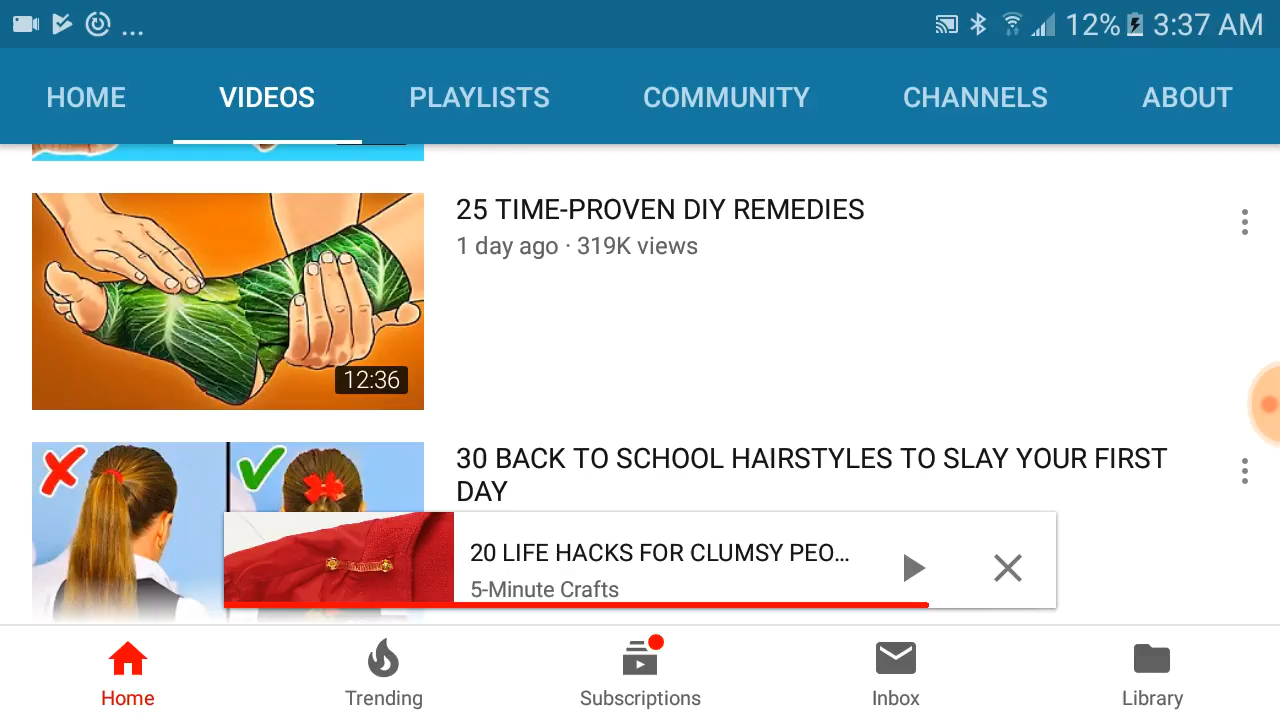 ... 12% 3:37 AM
HOME VIDEOS PLAYLISTS COMMUNITY CHANNELS ABOUT
25 TIME-PROVEN DIY REMEDIES
1 day ago · 319K views
12:36
30 BACK TO SCHOOL HAIRSTYLES TO SLAY YOUR FIRST
DAY
20 LIFE HACKS FOR CLUMSY PEO...
5-Minute Crafts
Home Trending Subscriptions Inbox Library